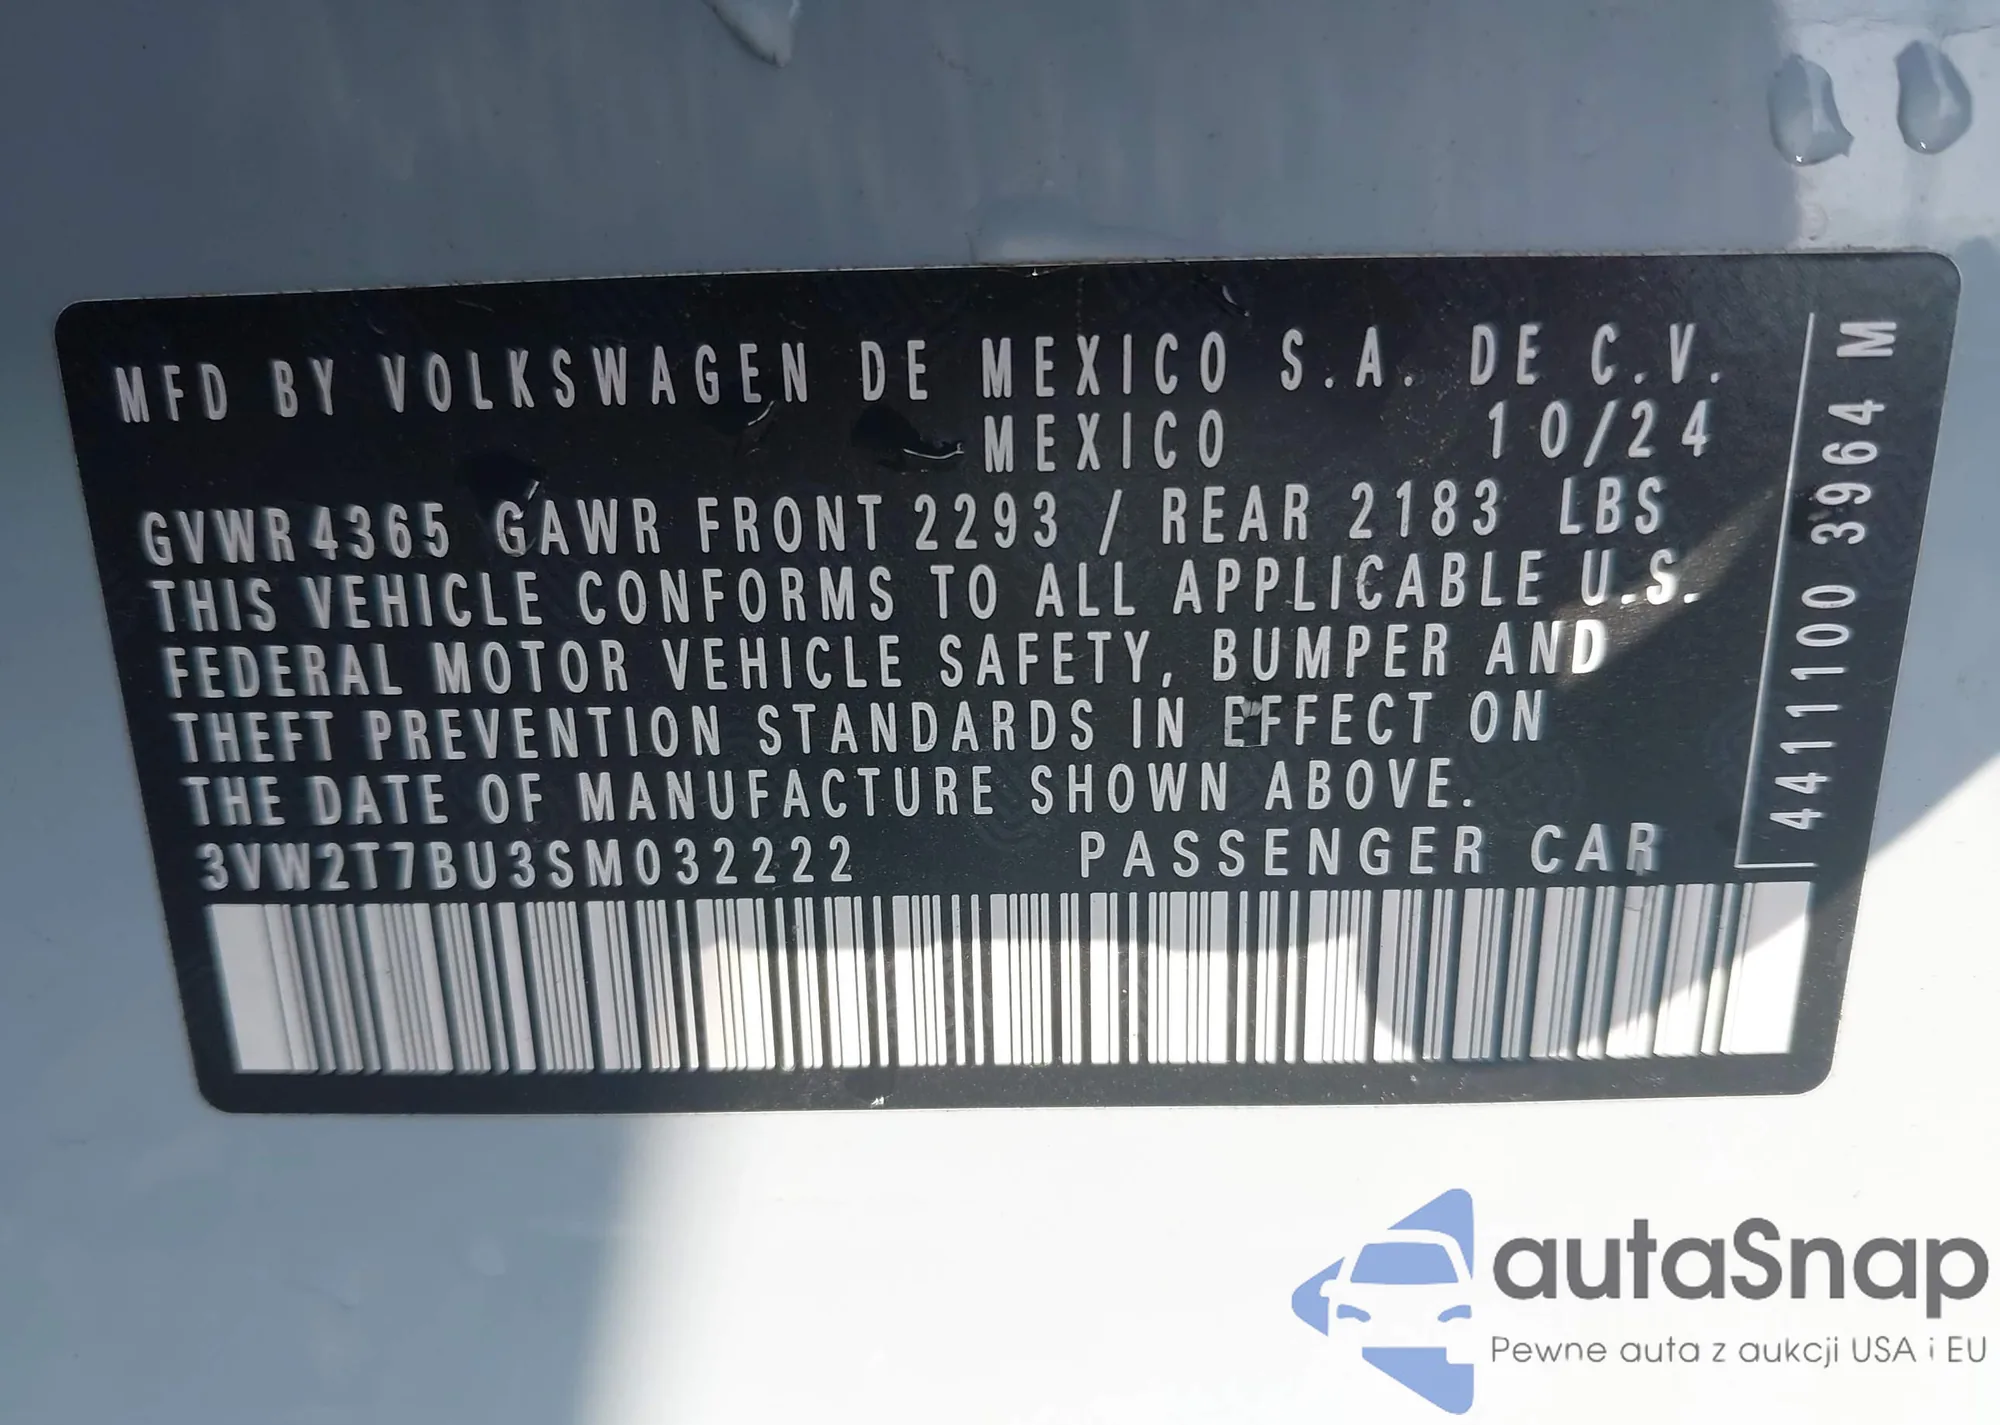 MFD BY VOLKSWAGEN DE MEXICO S.A. DE C.V.
MEXICO 10/24
GVWR 4365 GAWR FRONT 2293 / REAR 2183 LBS
THIS VEHICLE CONFORMS TO ALL APPLICABLE U.S.
FEDERAL MOTOR VEHICLE SAFETY, BUMPER AND
THEFT PREVENTION STANDARDS IN EFFECT ON
THE DATE OF MANUFACTURE SHOWN ABOVE.
3VW2T7BU3SM032222 PASSENGER CAR
4411100 3964 M
autaSnap
Pewne auta z aukcji USA i EU